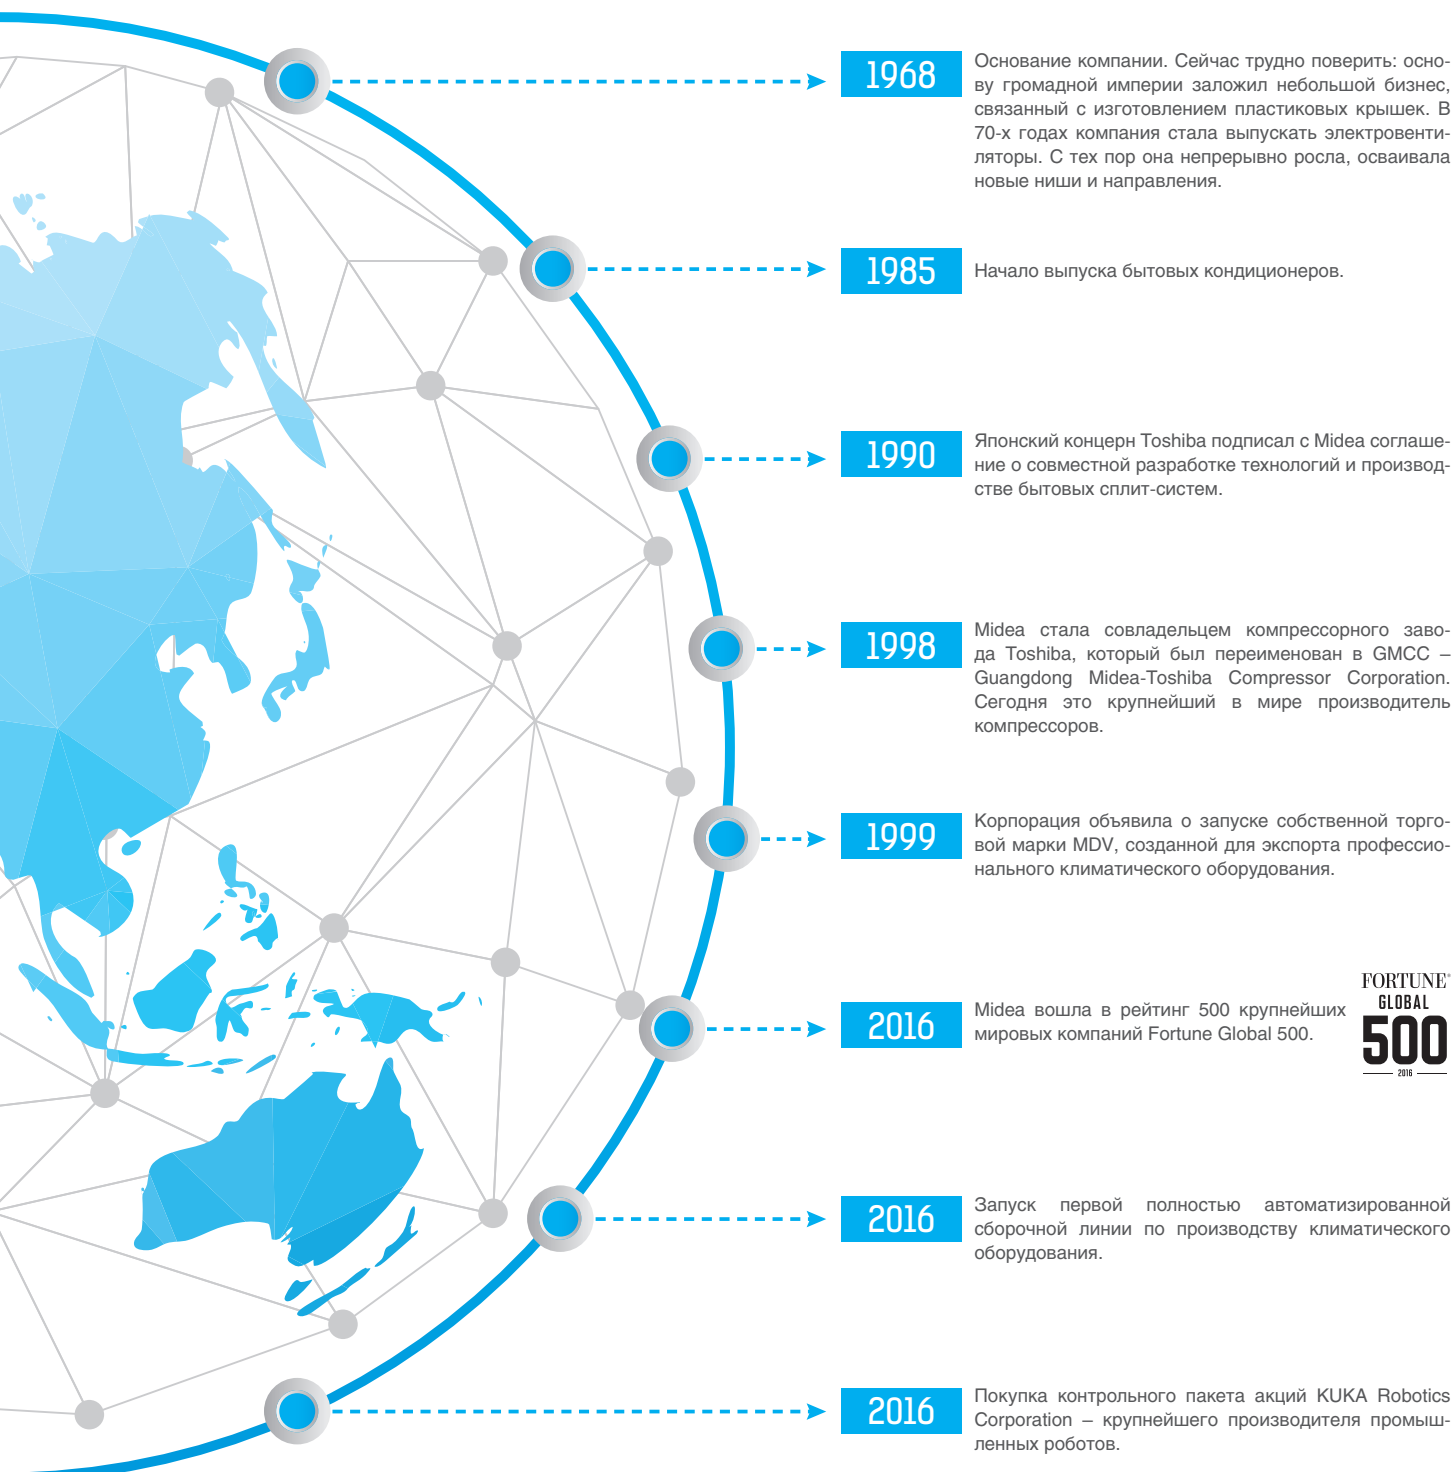 1968
Основание компании. Сейчас трудно поверить: осно-
ву громадной империи заложил небольшой бизнес,
связанный с изготовлением пластиковых крышек. В
70-х годах компания стала выпускать электровенти-
ляторы. С тех пор она непрерывно росла, осваивала
новые ниши и направления.
1985
Начало выпуска бытовых кондиционеров.
1990
Японский концерн Toshiba подписал с Midea соглаше-
ние о совместной разработке технологий и производ-
стве бытовых сплит-систем.
1998
Midea стала совладельцем компрессорного заво-
да Toshiba, который был переименован в GMCC –
Guangdong Midea-Toshiba Compressor Corporation.
Сегодня это крупнейший в мире производитель
компрессоров.
1999
Корпорация объявила о запуске собственной торго-
вой марки MDV, созданной для экспорта профессио-
нального климатического оборудования.
2016
Midea вошла в рейтинг 500 крупнейших
мировых компаний Fortune Global 500.
FORTUNE®
GLOBAL
500
2016
2016
Запуск первой полностью автоматизированной
сборочной линии по производству климатического
оборудования.
2016
Покупка контрольного пакета акций KUKA Robotics
Corporation – крупнейшего производителя промыш-
ленных роботов.